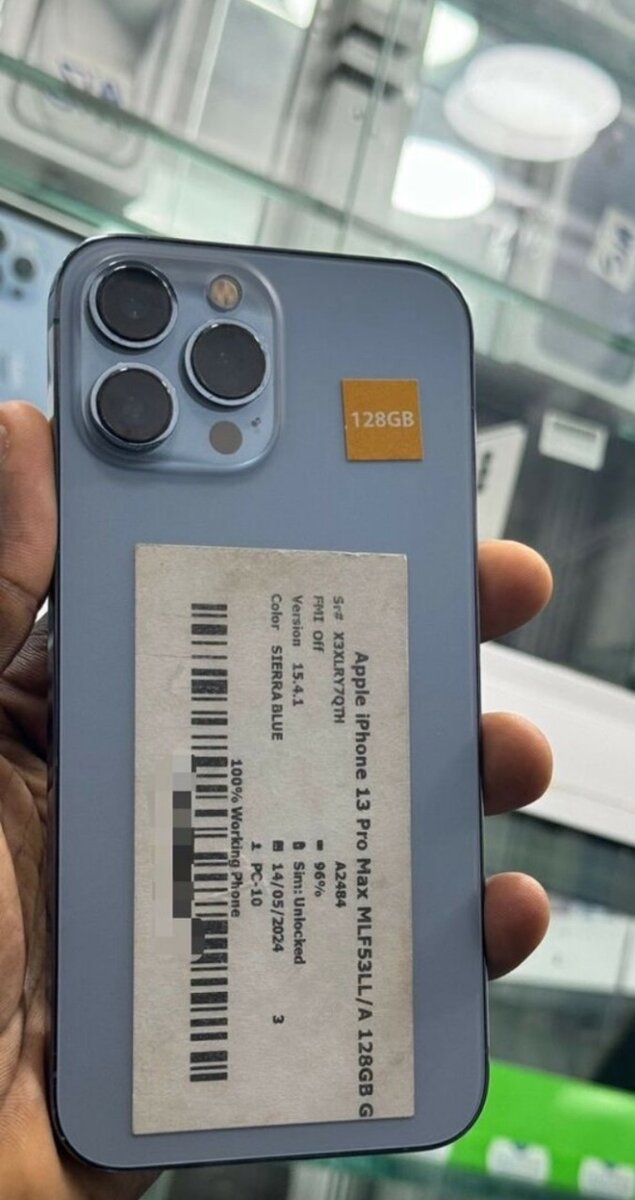 128GB
Apple iPhone 13 Pro Max MLF53LL/A 128GB G
Sr# X3XLRY7QTH A2484
FMI Off 96%
Version 15.4.1 Sim: Unlocked
Color SIERRA BLUE 14/05/2024 3
PC-10
100% Working Phone